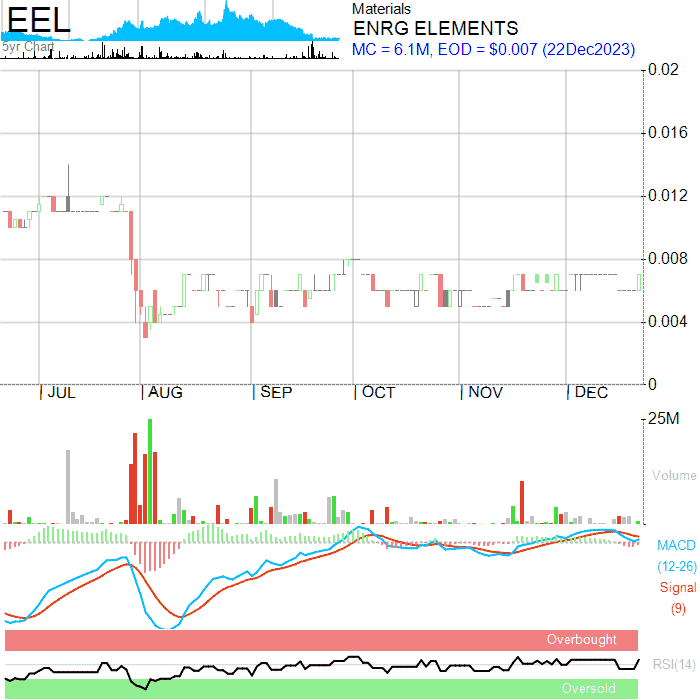 EEL
5yr Chart
Materials
ENRG ELEMENTS
MC = 6.1M, EOD = $0.007 (22Dec2023)
0.02
0.016
0.012
0.008
0.004
0
JUL
AUG
SEP
OCT
NOV
DEC
25M
Volume
MACD
(12-26)
Signal
(9)
Overbought
RSI(14)
Oversold